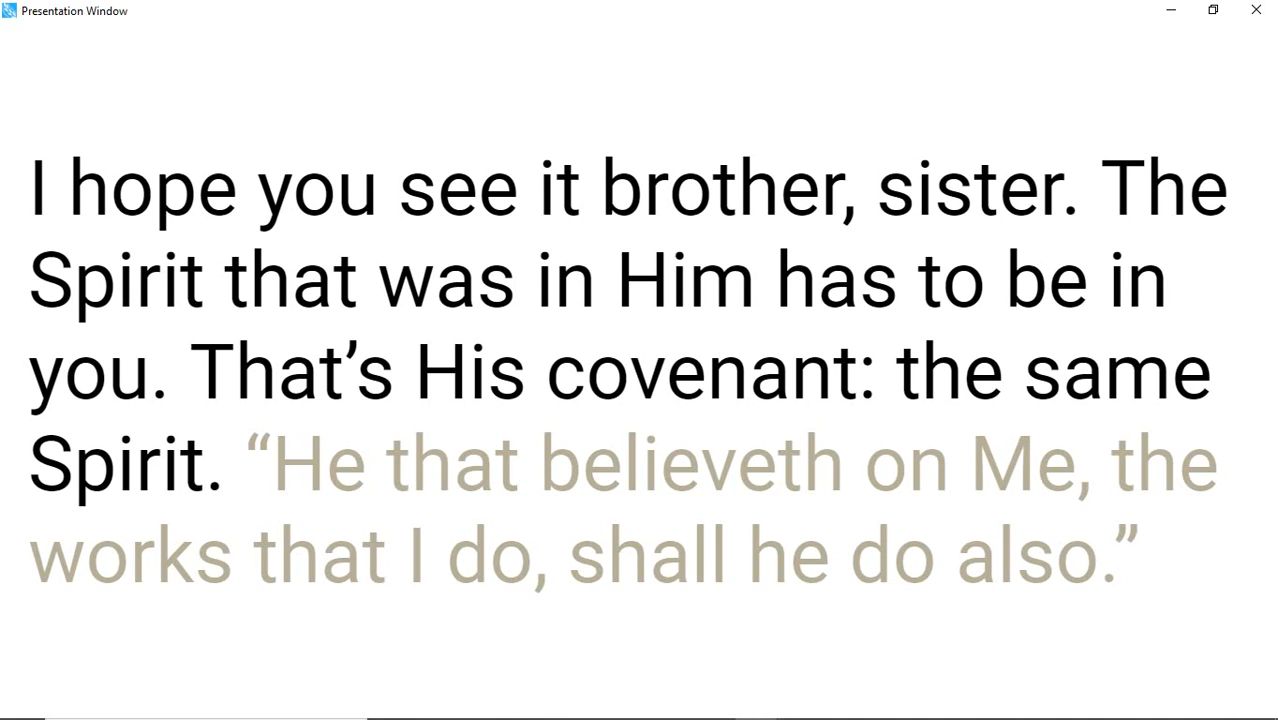 Presentation Window
I hope you see it brother, sister. The
Spirit that was in Him has to be in
you. That’s His covenant: the same
Spirit. “He that believeth on Me, the
works that I do, shall he do also.”